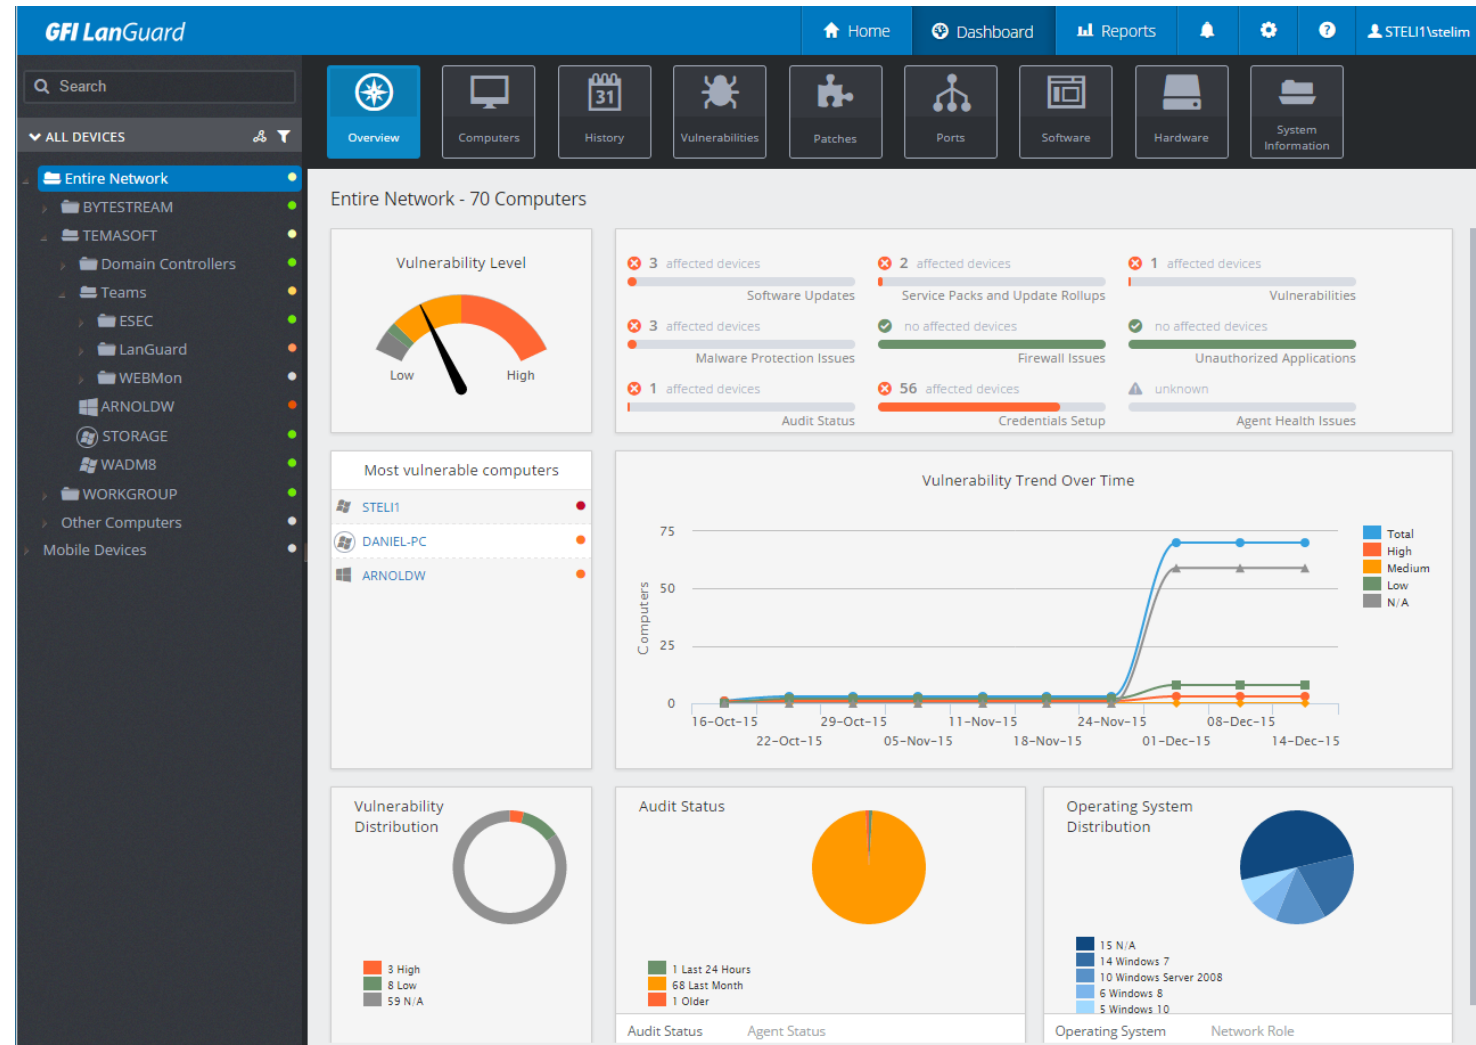 GFI LanGuard
Home
Dashboard
Reports
STELI1\stelim
Search
ALL DEVICES
Entire Network
BYTESTREAM
TEMASOFT
Domain Controllers
Teams
ESEC
LanGuard
WEBMon
ARNOLDW
STORAGE
WADM8
WORKGROUP
Other Computers
Mobile Devices
Overview
Computers
31
History
Vulnerabilities
Patches
Ports
Software
Hardware
System
Information
Entire Network - 70 Computers
Vulnerability Level
Low
High
3 affected devices
Software Updates
2 affected devices
Service Packs and Update Rollups
1 affected devices
Vulnerabilities
3 affected devices
Malware Protection Issues
no affected devices
Firewall Issues
no affected devices
Unauthorized Applications
1 affected devices
Audit Status
56 affected devices
Credentials Setup
unknown
Agent Health Issues
Most vulnerable computers
STELI1
DANIEL-PC
ARNOLDW
Vulnerability Trend Over Time
Computers
75
50
25
0
16-Oct-15
22-Oct-15
29-Oct-15
05-Nov-15
11-Nov-15
18-Nov-15
24-Nov-15
01-Dec-15
08-Dec-15
14-Dec-15
Total
High
Medium
Low
N/A
Vulnerability
Distribution
3 High
8 Low
59 N/A
Audit Status
1 Last 24 Hours
68 Last Month
1 Older
Audit Status
Agent Status
Operating System
Distribution
15 N/A
14 Windows 7
10 Windows Server 2008
6 Windows 8
5 Windows 10
Operating System
Network Role